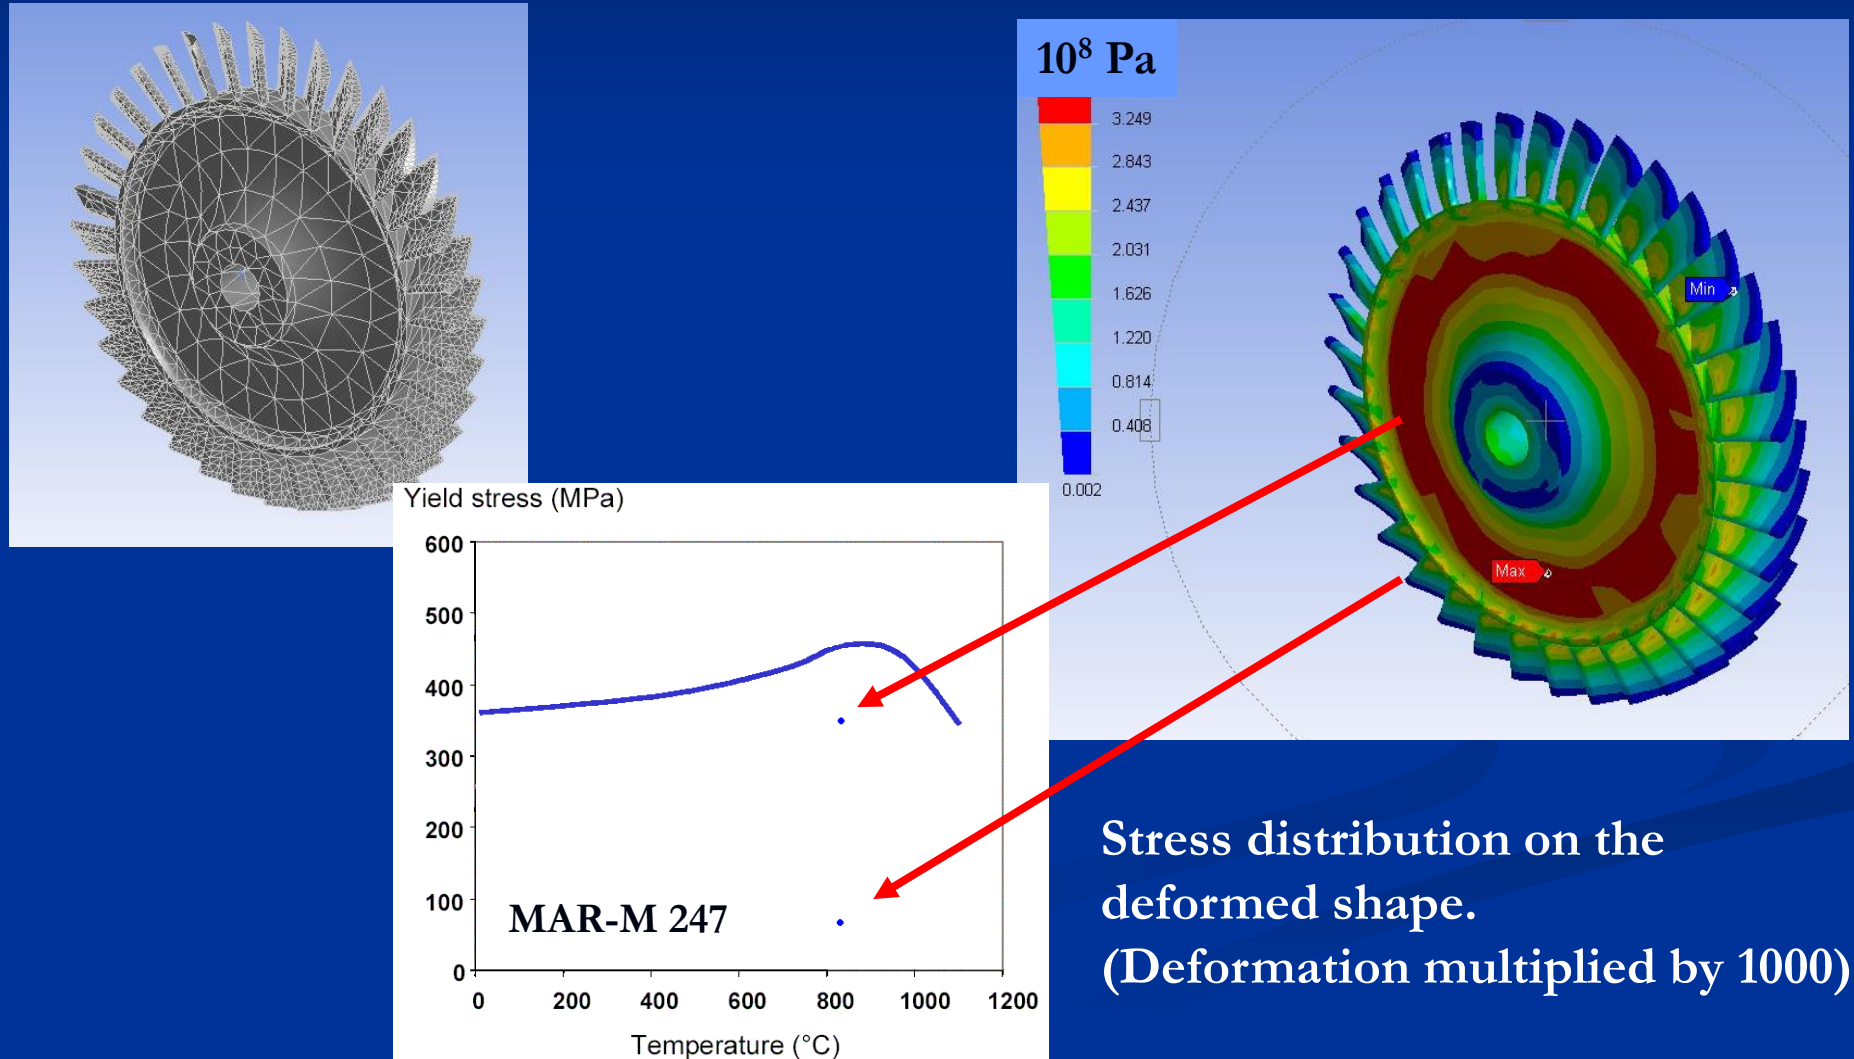 10⁸ Pa
3.249
2.843
2.437
2.031
1.626
1.220
0.814
0.408
0.002
Min
Max
Yield stress (MPa)
600
500
400
300
200
100
0
MAR-M 247
0 200 400 600 800 1000 1200
Temperature (°C)
Stress distribution on the
deformed shape.
(Deformation multiplied by 1000)